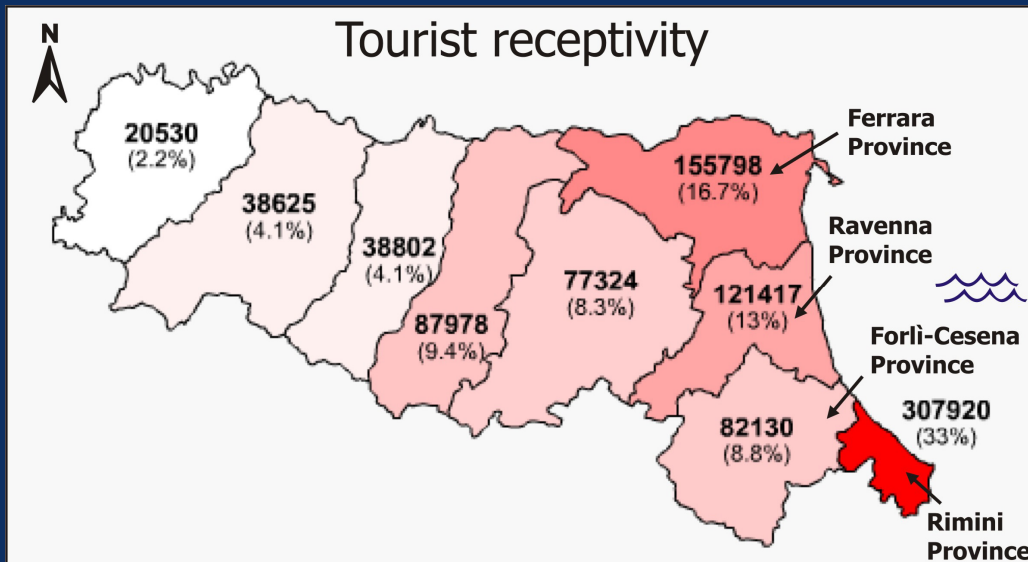 Tourist receptivity
N
20530
(2.2%)
38625
(4.1%)
38802
(4.1%)
87978
(9.4%)
77324
(8.3%)
155798
(16.7%)
Ferrara
Province
121417
(13%)
Ravenna
Province
82130
(8.8%)
Forlì-Cesena
Province
307920
(33%)
Rimini
Province